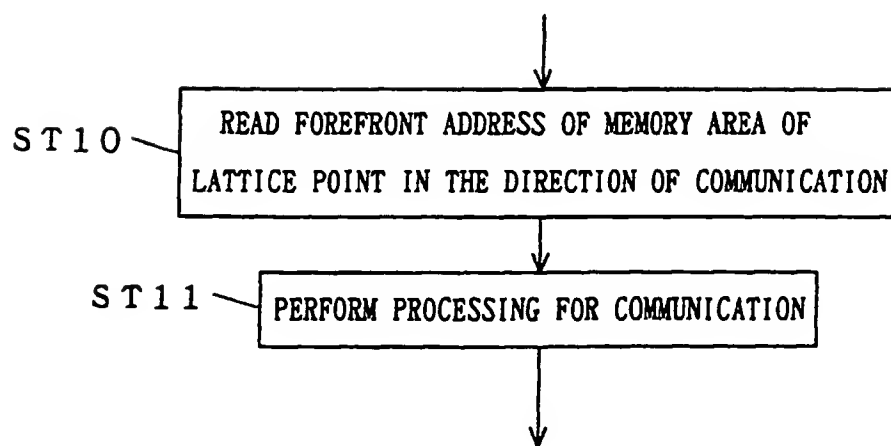 READ FOREFRONT ADDRESS OF MEMORY AREA OF
ST10
LATTICE POINT IN THE DIRECTION OF COMMUNICATION
ST11
PERFORM PROCESSING FOR COMMUNICATION